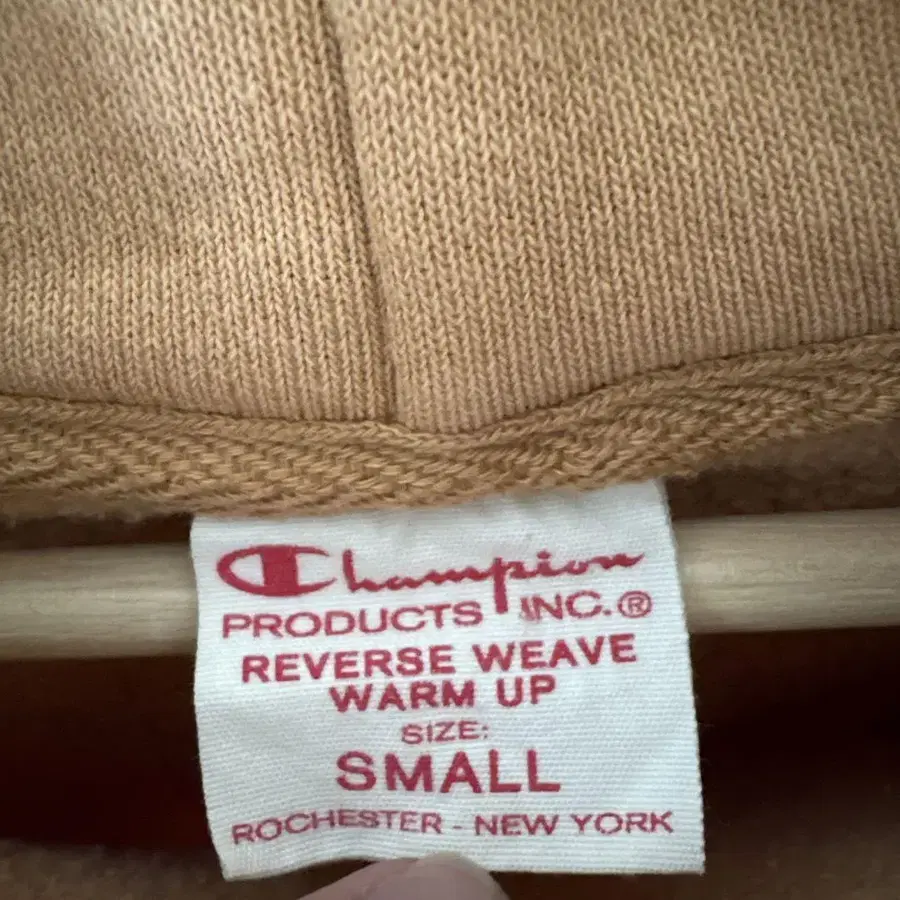 Champion
PRODUCTS INC.®
REVERSE WEAVE
WARM UP
SIZE:
SMALL
ROCHESTER - NEW YORK